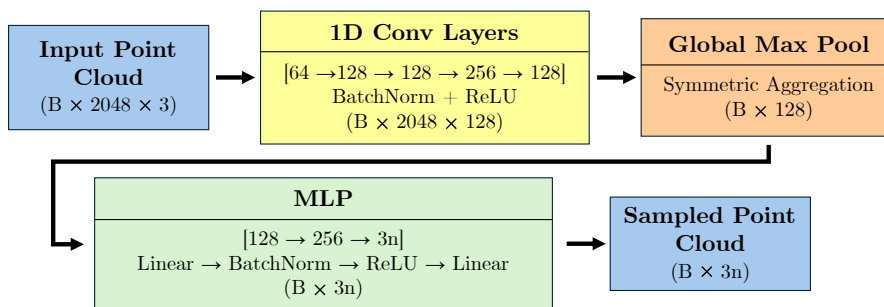 Input Point
Cloud
(B × 2048 × 3)
1D Conv Layers
[64 →128 → 128 → 256 → 128]
BatchNorm + ReLU
(B × 2048 × 128)
Global Max Pool
Symmetric Aggregation
(B × 128)
MLP
[128 → 256 → 3n]
Linear → BatchNorm → ReLU → Linear
(B × 3n)
Sampled Point
Cloud
(B × 3n)